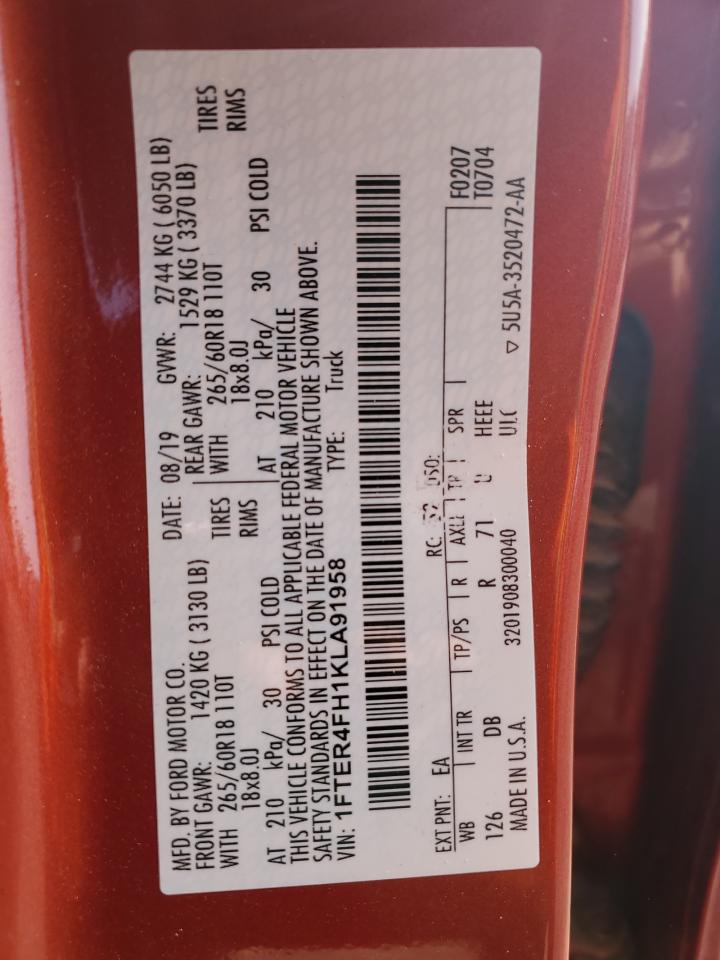 MFD. BY FORD MOTOR CO. DATE: 08/19 GVWR: 2744 KG ( 6050 LB)
FRONT GAWR: 1420 KG ( 3130 LB) REAR GAWR: 1529 KG ( 3370 LB)
WITH 265/60R18 110T TIRES WITH 265/60R18 110T TIRES
18x8.0J RIMS 18x8.0J RIMS
AT 210 kPa/ 30 PSI COLD AT 210 kPa/ 30 PSI COLD
THIS VEHICLE CONFORMS TO ALL APPLICABLE FEDERAL MOTOR VEHICLE
SAFETY STANDARDS IN EFFECT ON THE DATE OF MANUFACTURE SHOWN ABOVE.
VIN: 1FTER4FH1KLA91958 TYPE: Truck
EXT PNT: EA RC: DSO: F0207
WB INT TR TP/PS R AXLE TR SPR T0704
126 DB R 71 U HEEE
MADE IN U.S.A. 3201908300040 ▽ 5U5A-3520472-AA